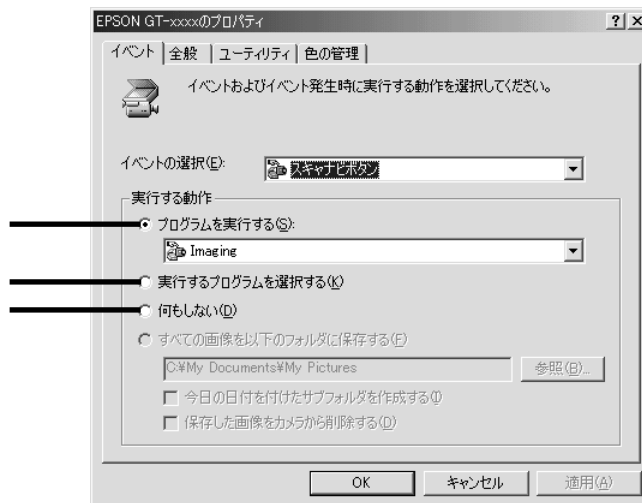 EPSON GT-xxxxのプロパティ
イベント 全般 ユーティリティ 色の管理
イベントおよびイベント発生時に実行する動作を選択してください。
イベントの選択(E): スキャナビボタン
実行する動作
プログラムを実行する(S):
Imaging
実行するプログラムを選択する(K)
何もしない(D)
すべての画像を以下のフォルダに保存する(F)
C:¥My Documents¥My Pictures 参照(B)...
今日の日付を付けたサブフォルダを作成する(I)
保存した画像をカメラから削除する(D)
OK キャンセル 適用(A)